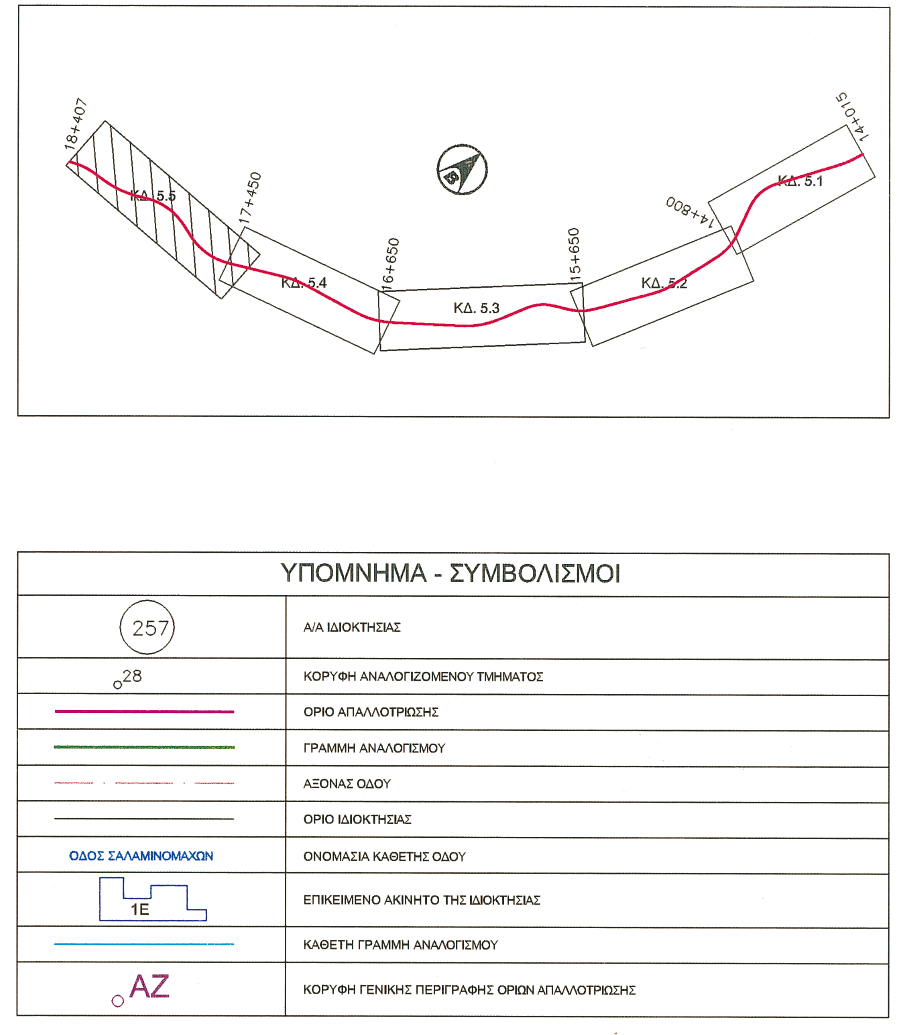 18+407
ΚΔ. 5.5
17+450
ΚΔ. 5.4
16+650
ΚΔ. 5.3
Β
15+650
ΚΔ. 5.2
14+800
ΚΔ. 5.1
14+015
ΥΠΟΜΝΗΜΑ - ΣΥΜΒΟΛΙΣΜΟΙ
257 Α/Α ΙΔΙΟΚΤΗΣΙΑΣ
28 ΚΟΡΥΦΗ ΑΝΑΛΟΓΙΖΟΜΕΝΟΥ ΤΜΗΜΑΤΟΣ
ΟΡΙΟ ΑΠΑΛΛΟΤΡΙΩΣΗΣ
ΓΡΑΜΜΗ ΑΝΑΛΟΓΙΣΜΟΥ
ΑΞΟΝΑΣ ΟΔΟΥ
ΟΡΙΟ ΙΔΙΟΚΤΗΣΙΑΣ
ΟΔΟΣ ΣΑΛΑΜΙΝΟΜΑΧΩΝ ΟΝΟΜΑΣΙΑ ΚΑΘΕΤΗΣ ΟΔΟΥ
1Ε ΕΠΙΚΕΙΜΕΝΟ ΑΚΙΝΗΤΟ ΤΗΣ ΙΔΙΟΚΤΗΣΙΑΣ
ΚΑΘΕΤΗ ΓΡΑΜΜΗ ΑΝΑΛΟΓΙΣΜΟΥ
ΑΖ ΚΟΡΥΦΗ ΓΕΝΙΚΗΣ ΠΕΡΙΓΡΑΦΗΣ ΟΡΙΩΝ ΑΠΑΛΛΟΤΡΙΩΣΗΣ